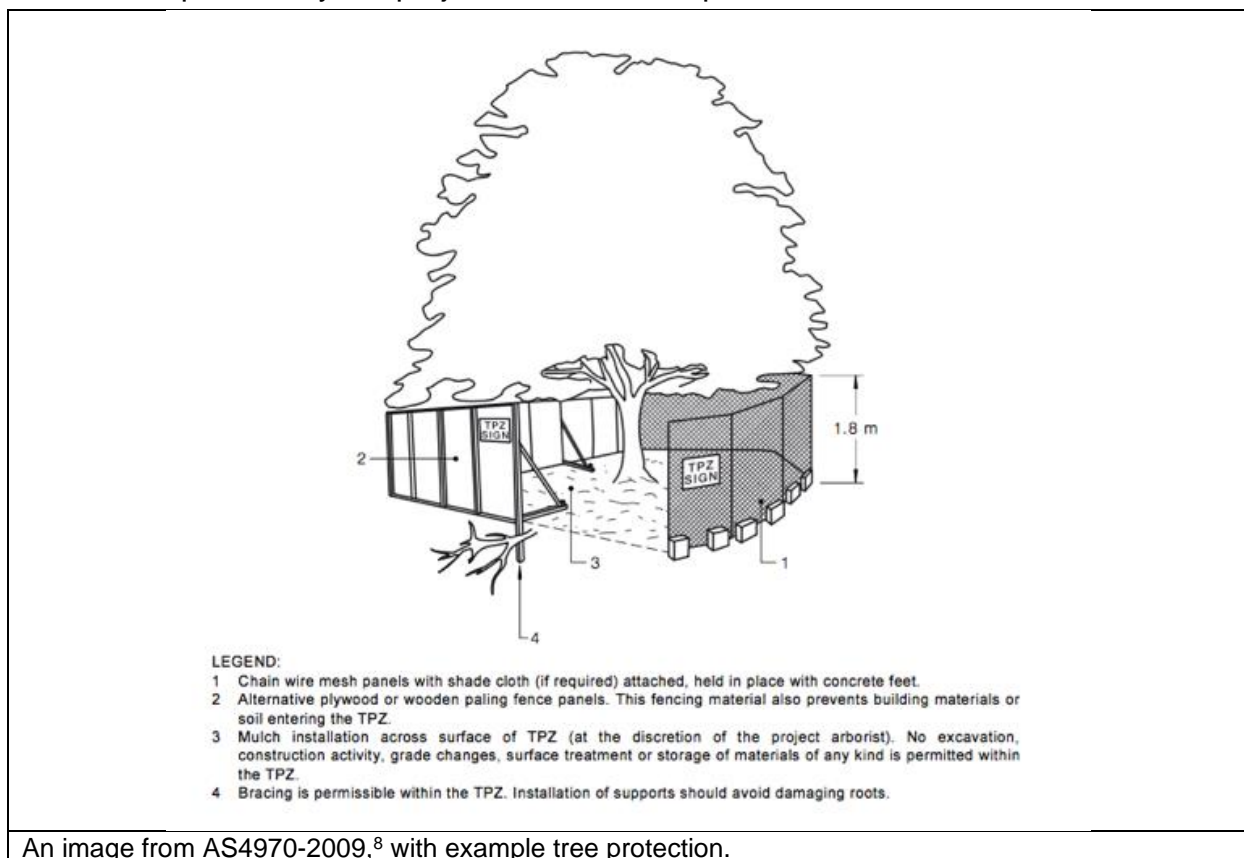 TPZ
SIGN
1.8 m
2
TPZ
SIGN
3
1
4
LEGEND:
1 Chain wire mesh panels with shade cloth (if required) attached, held in place with concrete feet.
2 Alternative plywood or wooden paling fence panels. This fencing material also prevents building materials or
soil entering the TPZ.
3 Mulch installation across surface of TPZ (at the discretion of the project arborist). No excavation,
construction activity, grade changes, surface treatment or storage of materials of any kind is permitted within
the TPZ.
4 Bracing is permissible within the TPZ. Installation of supports should avoid damaging roots.
An image from AS4970-2009,⁸ with example tree protection.